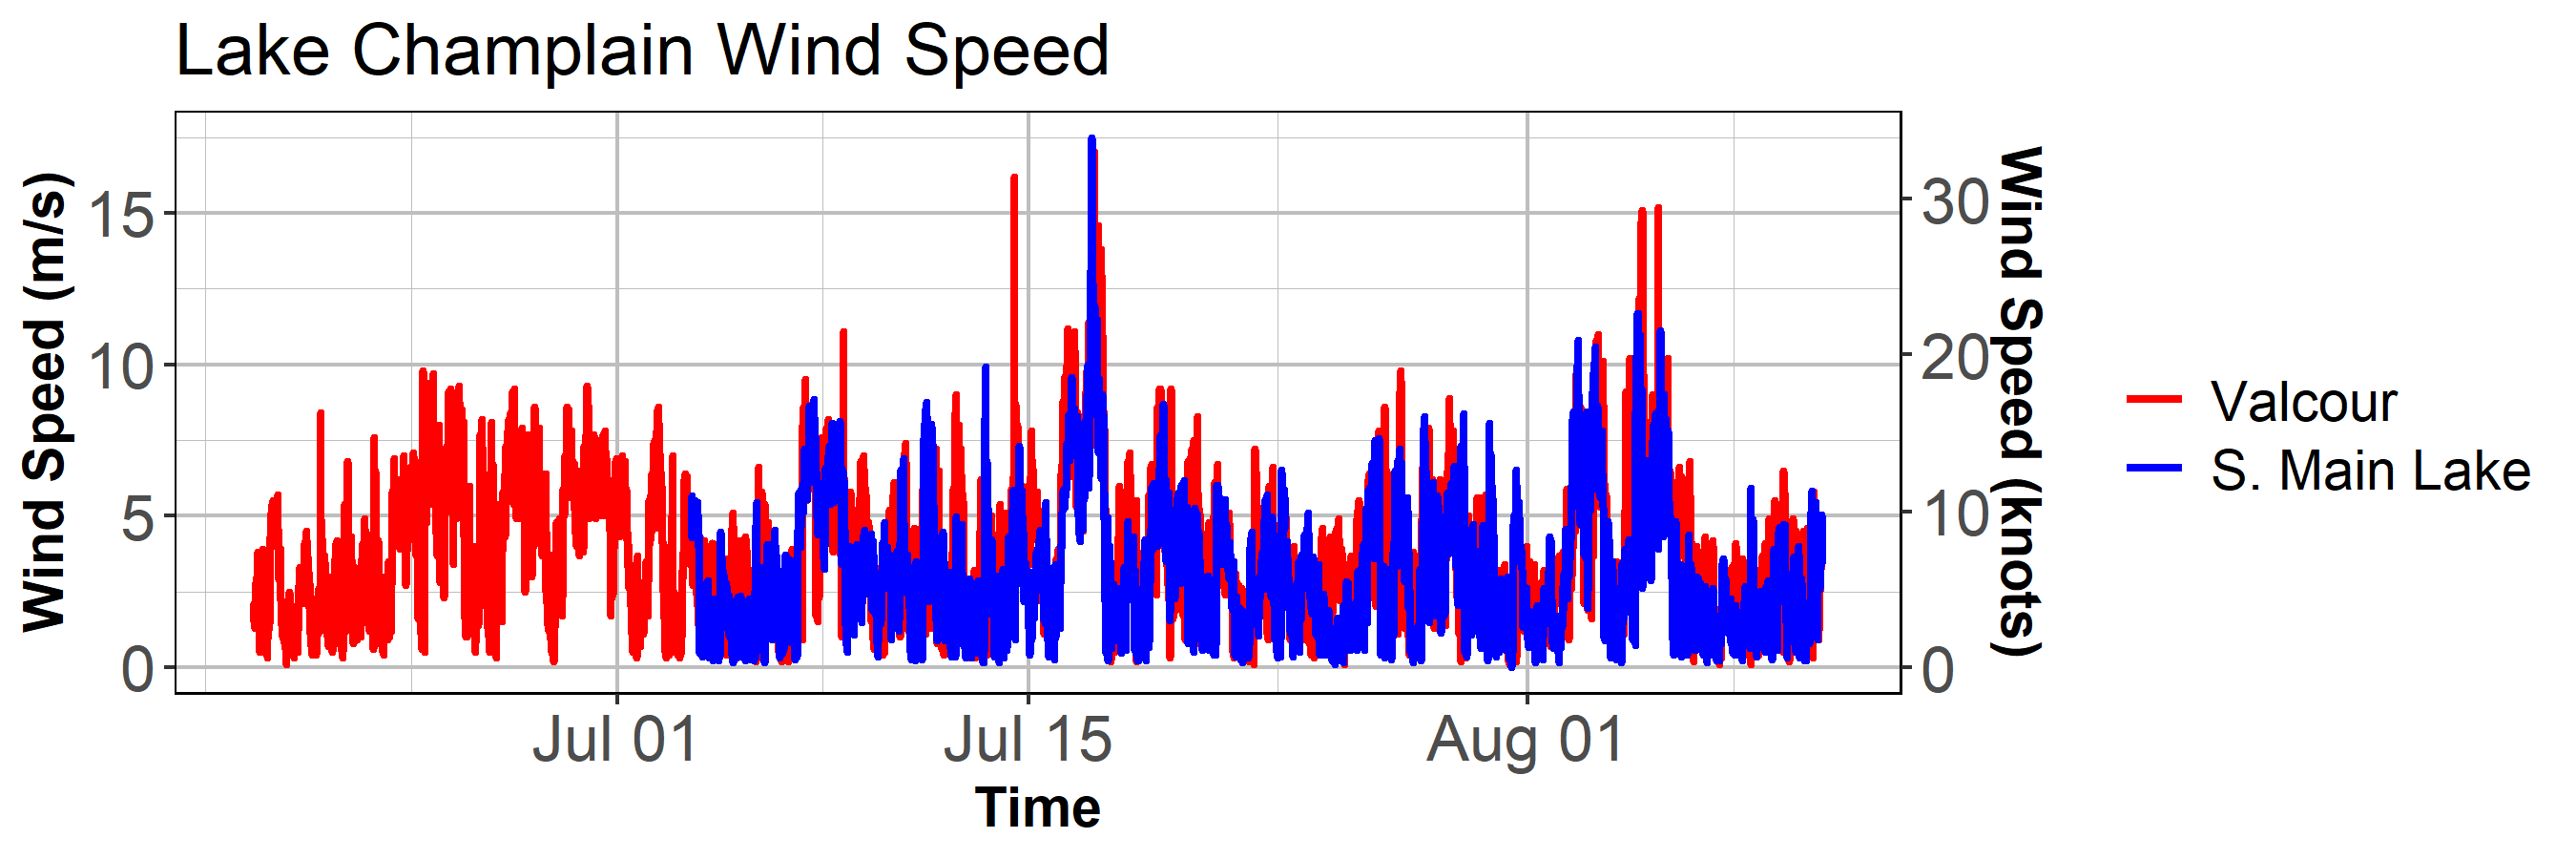 Lake Champlain Wind Speed
Wind Speed (m/s)
15
10
5
0
30
20
10
0
Wind Speed (knots)
Jul 01
Jul 15
Aug 01
Time
Valcour
S. Main Lake